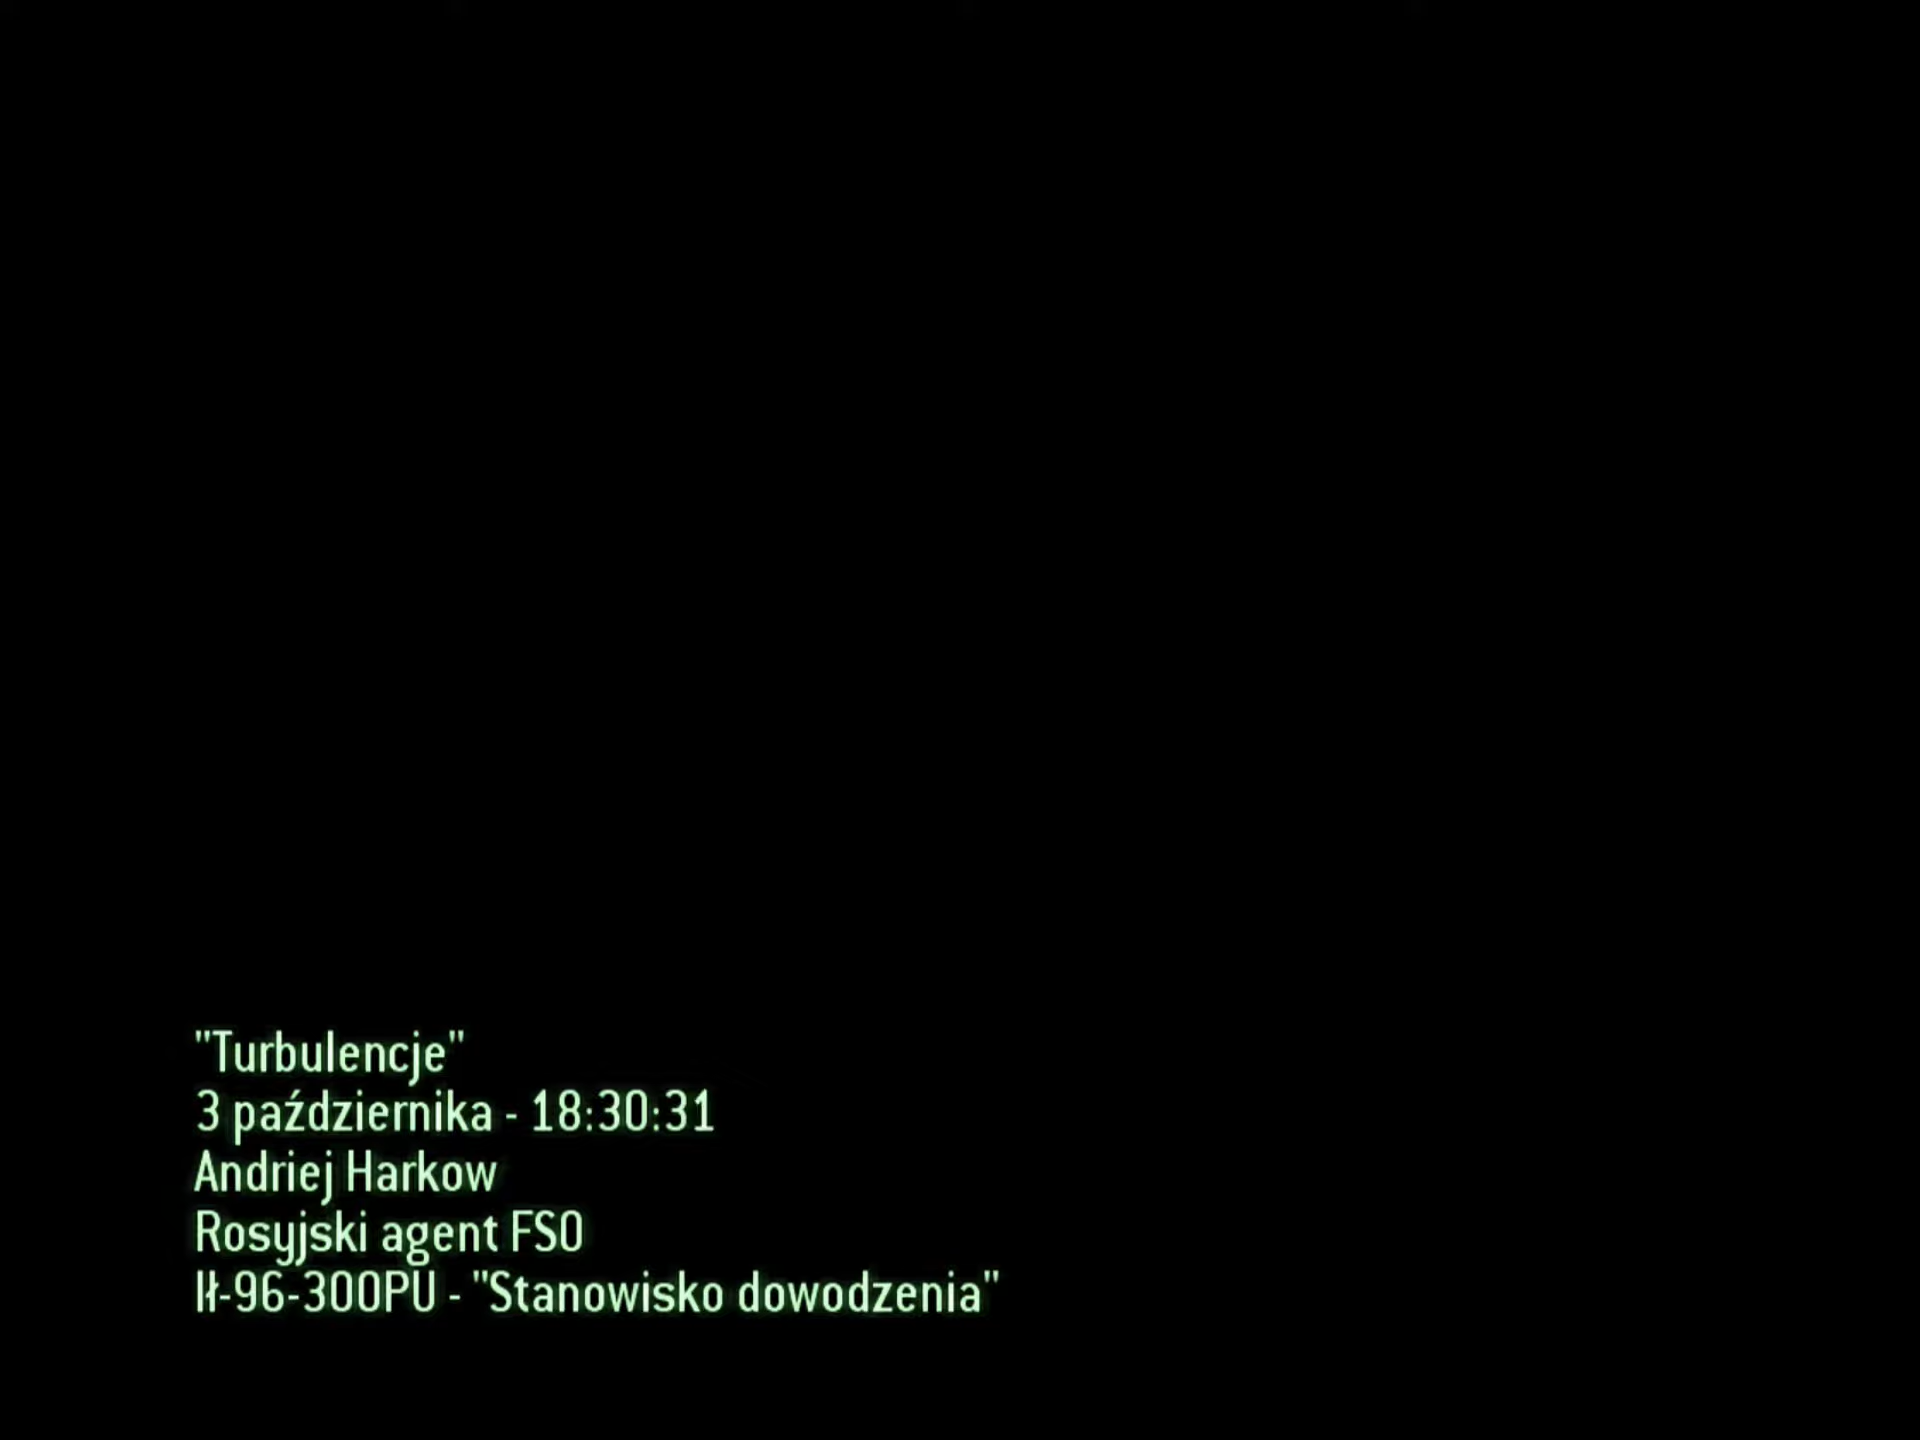 "Turbulencje"
3 października - 18:30:31
Andriej Harkow
Rosyjski agent FSO
Ił-96-300PU - "Stanowisko dowodzenia"